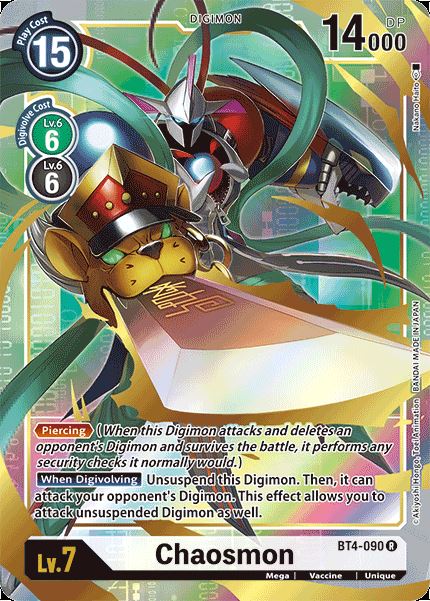 Play Cost
15
DIGIMON
14000
DP
Digivolve Cost
Lv.6
6
Lv.6
6
Nakano Haito
Piercing (When this Digimon attacks and deletes an
opponent's Digimon and survives the battle, it performs any
security checks it normally would.)
When Digivolving Unsuspend this Digimon. Then, it can
attack your opponent's Digimon. This effect allows you to
attack unsuspended Digimon as well.
©Akiyoshi Hongo, Toei Animation BANDAI MADE IN JAPAN
Lv.7
Chaosmon
BT4-090 R
Mega | Vaccine | Unique